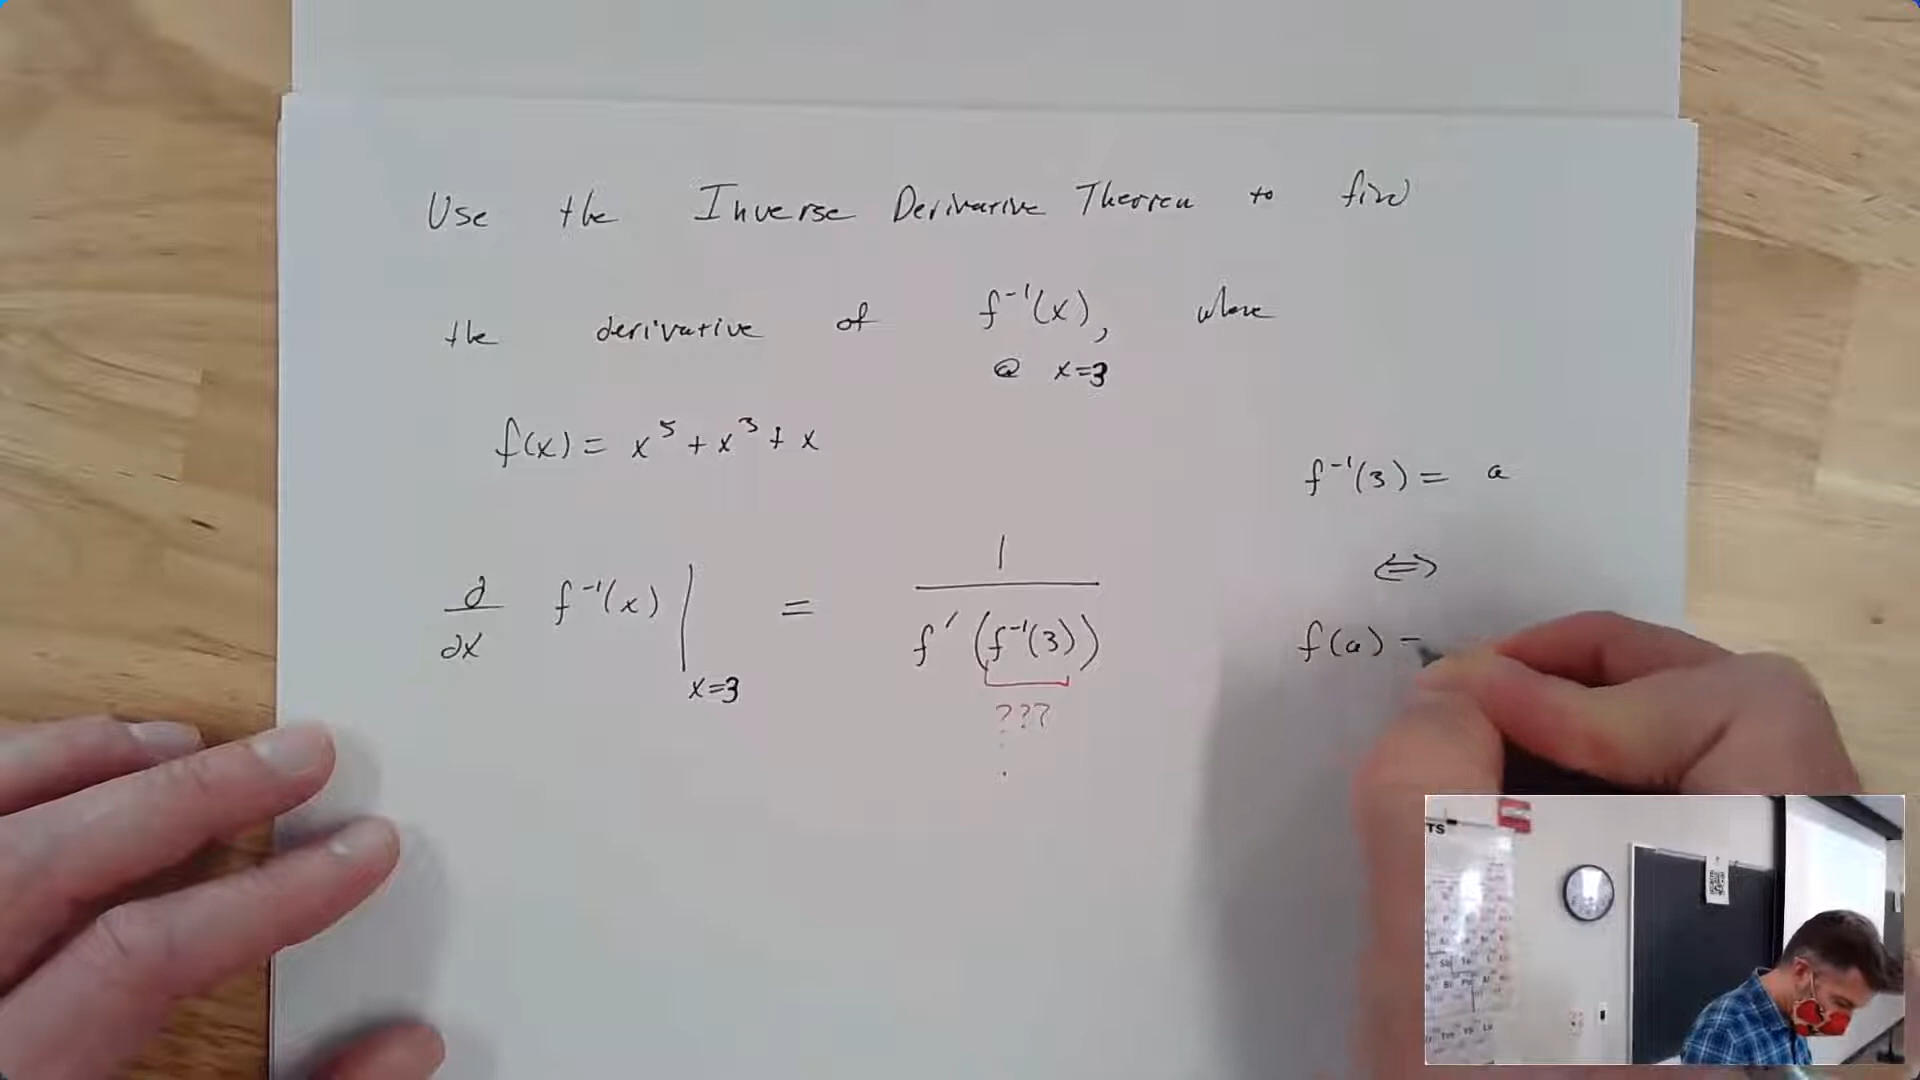 Use the Inverse Derivative Theorem to find
the derivative of f⁻¹(x), where
@ x=3
f(x) = x⁵ + x³ + x
f⁻¹(3) = a
⟺
∂/∂x f⁻¹(x) | x=3 = 1 / f′(f⁻¹(3))
f(a) =
???
TS